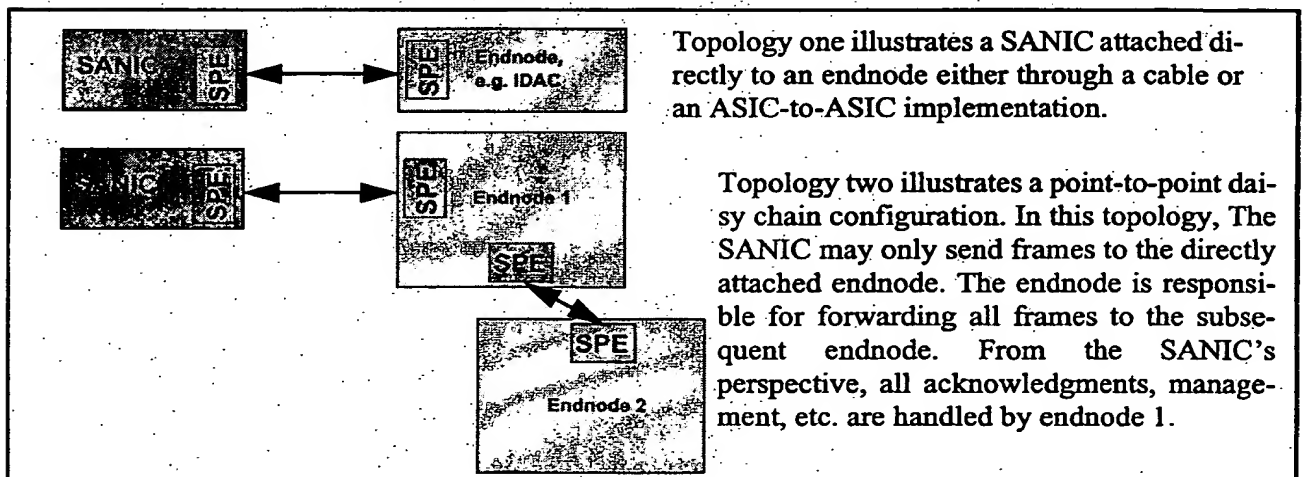 SANIC
SPE
SPE
Endnode,
e.g. IDAC
Topology one illustrates a SANIC attached di-
rectly to an endnode either through a cable or
an ASIC-to-ASIC implementation.
SANIC
SPE
SPE
Endnode 1
SPE
SPE
Endnode 2
Topology two illustrates a point-to-point dai-
sy chain configuration. In this topology, The
SANIC may only send frames to the directly
attached endnode. The endnode is responsi-
ble for forwarding all frames to the subse-
quent endnode. From the SANIC's
perspective, all acknowledgments, manage-
ment, etc. are handled by endnode 1.